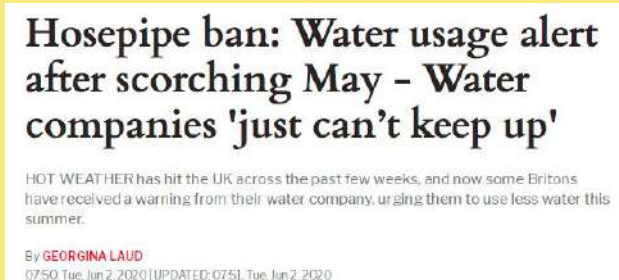 Hosepipe ban: Water usage alert
after scorching May – Water
companies 'just can't keep up'
HOT WEATHER has hit the UK across the past few weeks, and now some Britons
have received a warning from their water company, urging them to use less water this
summer.
By GEORGINA LAUD
07:50, Tue, Jun 2, 2020 | UPDATED: 07:51, Tue, Jun 2, 2020